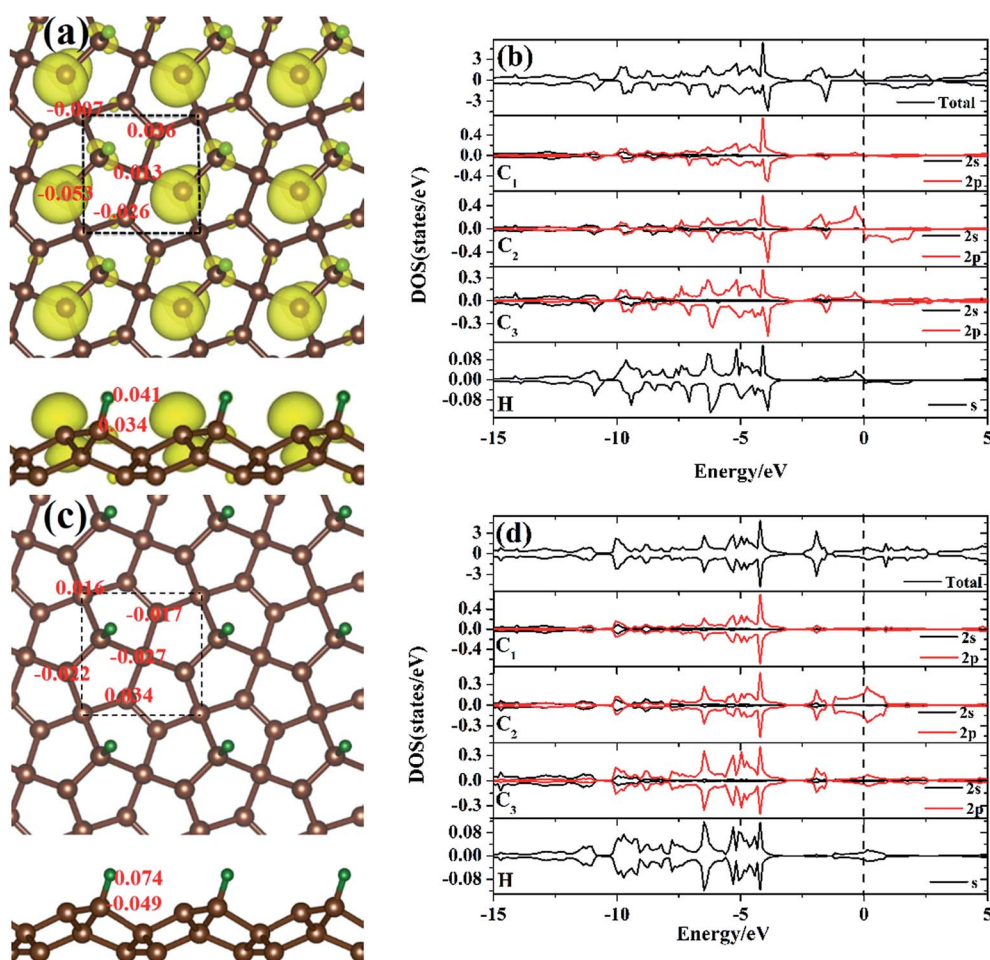 (a)
0.036
0.013
-0.053
-0.026
0.041
0.034
(b)
DOS(states/eV)
3
0
-3
Total
0.4
0.0
-0.4
C1
2s
2p
0.4
0.0
-0.4
C2
2s
2p
0.3
0.0
-0.3
C3
2s
2p
0.08
0.00
-0.08
H
s
-15
-10
-5
0
5
Energy/eV
(c)
0.016
-0.017
-0.027
-0.022
0.034
0.074
-0.049
(d)
DOS(states/eV)
3
0
-3
Total
0.4
0.0
-0.4
C1
2s
2p
0.3
0.0
-0.3
C2
2s
2p
0.3
0.0
-0.3
C3
2s
2p
0.08
0.00
-0.08
H
s
-15
-10
-5
0
5
Energy/eV